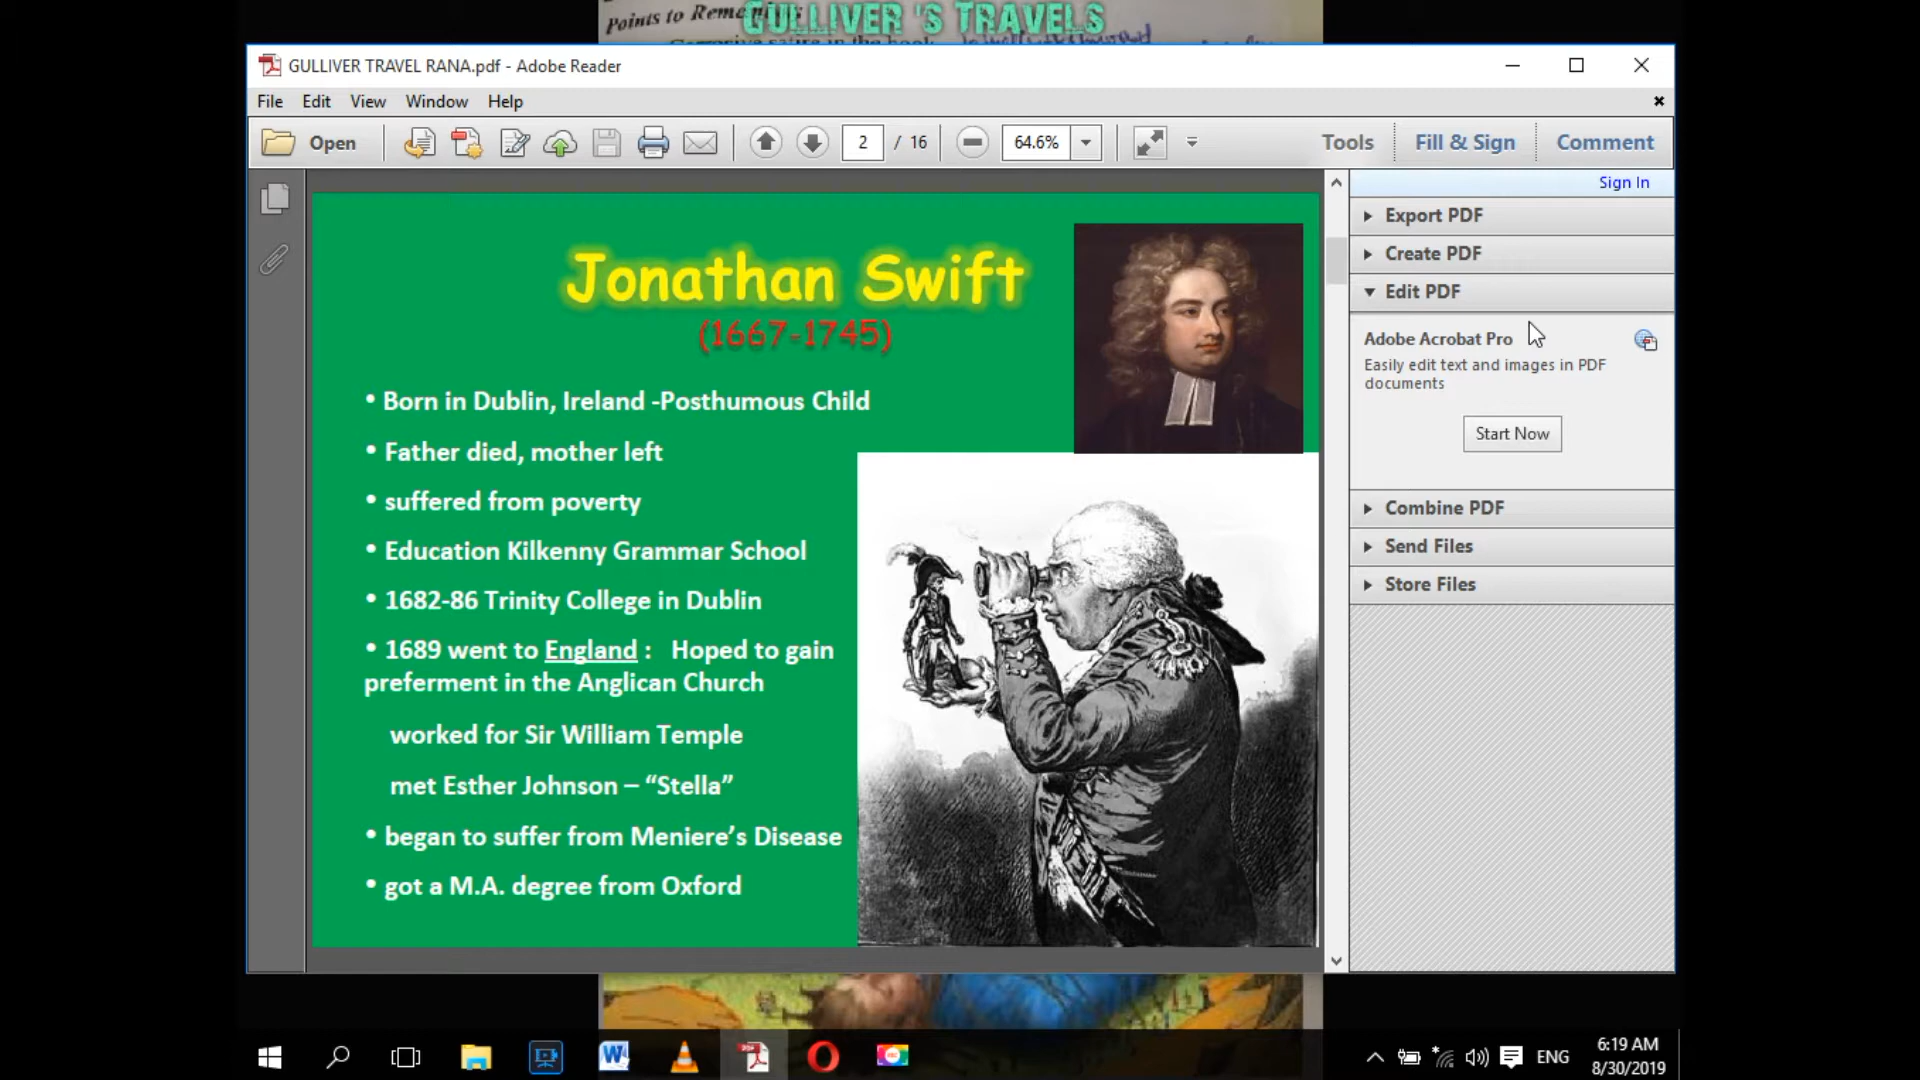 Points to Remem
GULLIVER 'S TRAVELS
GULLIVER TRAVEL RANA.pdf - Adobe Reader
File Edit View Window Help
Open 2 / 16 64.6% Tools Fill & Sign Comment
Sign In
Export PDF
Create PDF
Edit PDF
Adobe Acrobat Pro
Easily edit text and images in PDF
documents
Start Now
Combine PDF
Send Files
Store Files
Jonathan Swift
(1667-1745)
• Born in Dublin, Ireland -Posthumous Child
• Father died, mother left
• suffered from poverty
• Education Kilkenny Grammar School
• 1682-86 Trinity College in Dublin
• 1689 went to England : Hoped to gain
preferment in the Anglican Church
worked for Sir William Temple
met Esther Johnson – “Stella”
• began to suffer from Meniere’s Disease
• got a M.A. degree from Oxford
ENG
6:19 AM
8/30/2019